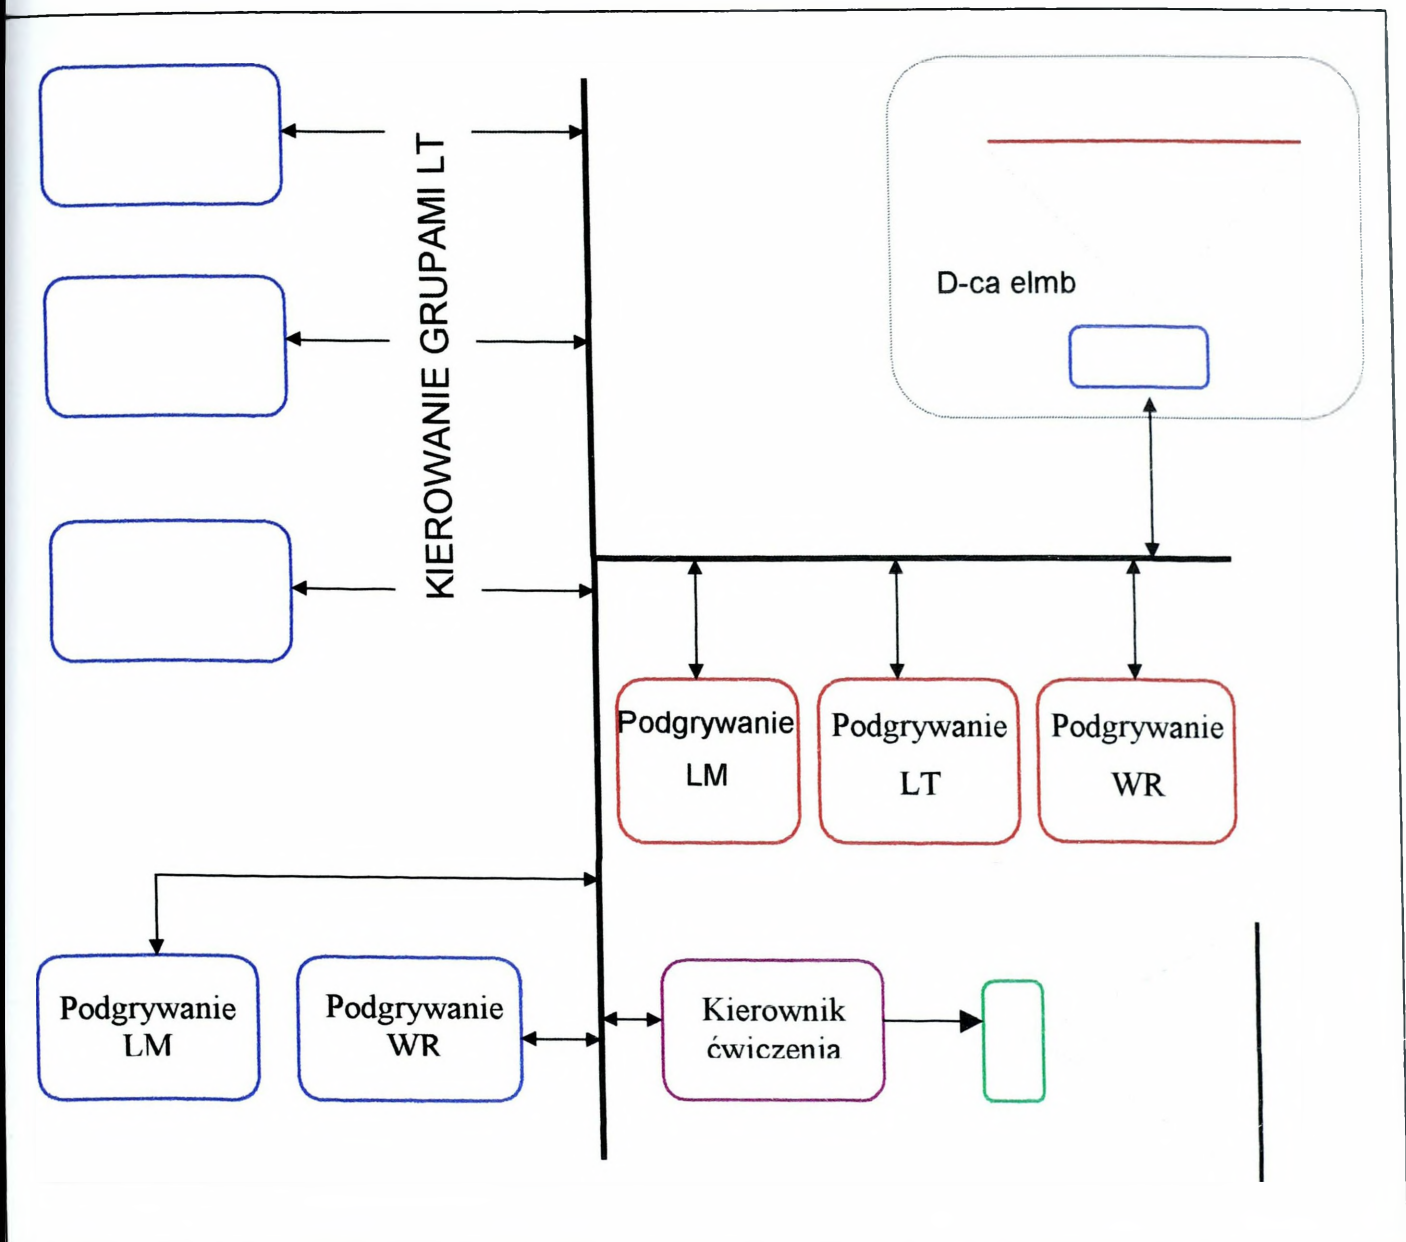 KIEROWANIE GRUPAMI LT
D-ca elmb
Podgrywanie
LM
Podgrywanie
LT
Podgrywanie
WR
Podgrywanie
LM
Podgrywanie
WR
Kierownik
ćwiczenia